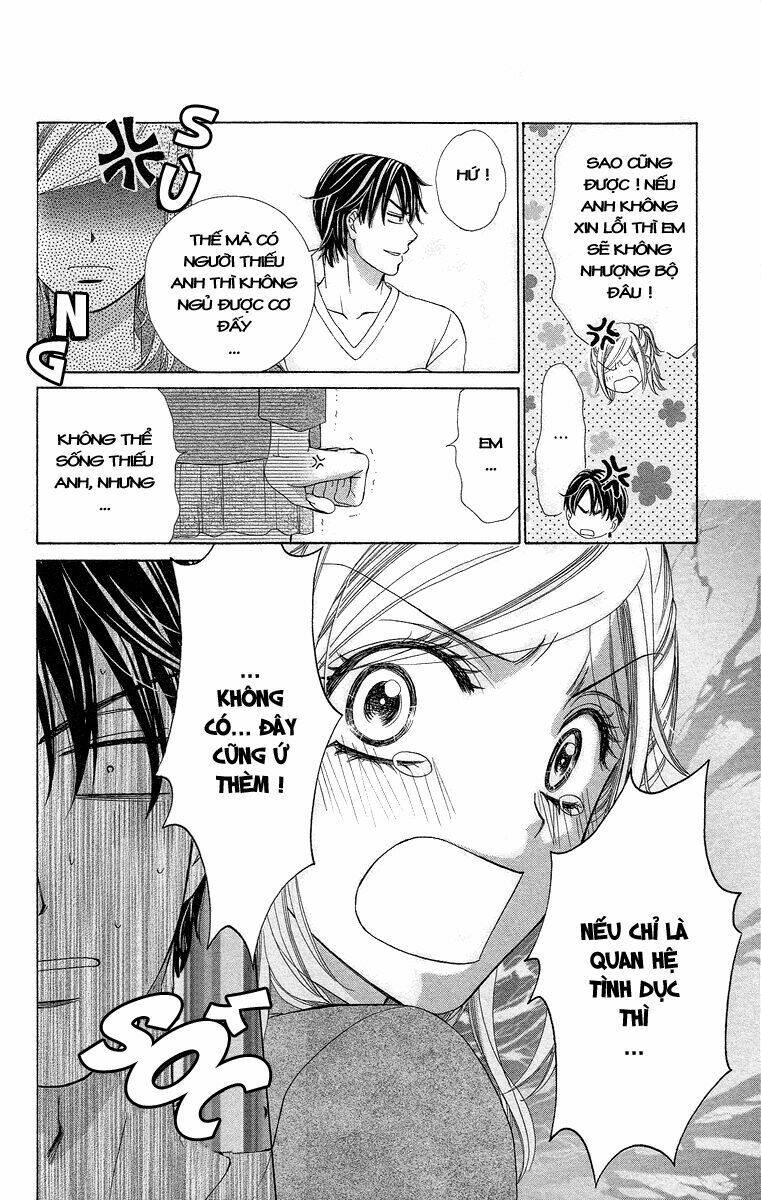 SAO CŨNG
ĐƯỢC ! NẾU
ANH KHÔNG
XIN LỖI THÌ EM
SẼ KHÔNG
NHƯỢNG BỘ
ĐÂU !
...
HỨ !
THẾ MÀ CÓ
NGƯỜI THIẾU
ANH THÌ KHÔNG
NGỦ ĐƯỢC CƠ
ĐẤY
...
SÙ
NG
EM
...
KHÔNG THỂ
SỐNG THIẾU
ANH, NHƯNG
...
NẾU CHỈ LÀ
QUAN HỆ
TÌNH DỤC
THÌ
...
...
KHÔNG
CÓ... ĐÂY
CŨNG Ứ
THÈM !
SỐC